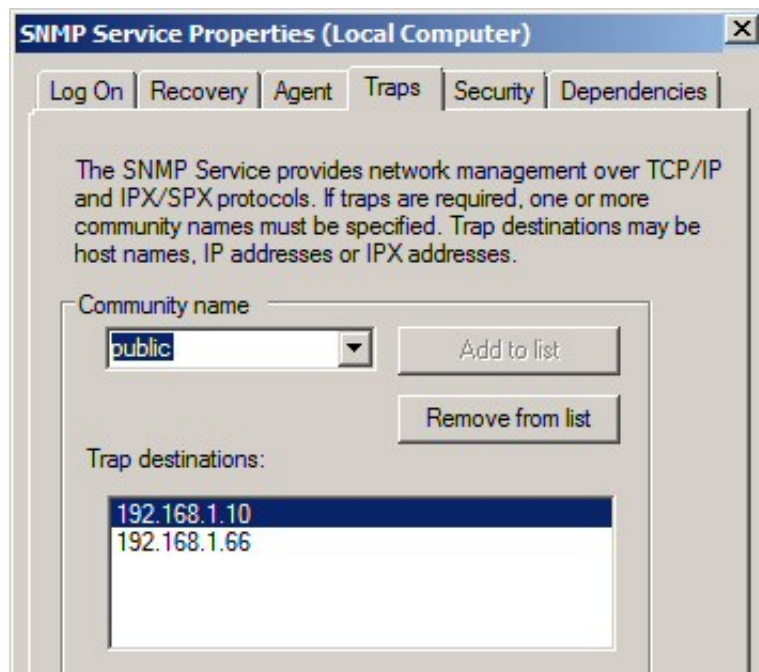 SNMP Service Properties (Local Computer)
Log On Recovery Agent Traps Security Dependencies
The SNMP Service provides network management over TCP/IP
and IPX/SPX protocols. If traps are required, one or more
community names must be specified. Trap destinations may be
host names, IP addresses or IPX addresses.
Community name
public Add to list
Remove from list
Trap destinations:
192.168.1.10
192.168.1.66